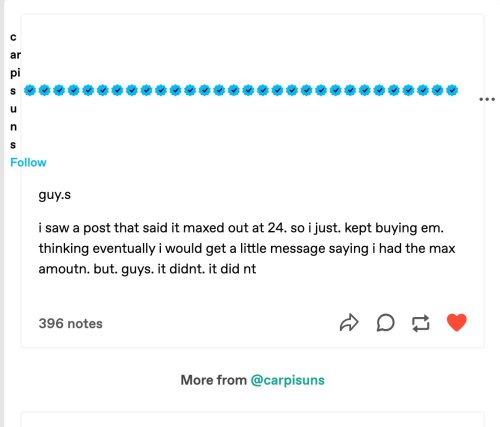 carpisuns
Follow
guy.s
i saw a post that said it maxed out at 24. so i just. kept buying em.
thinking eventually i would get a little message saying i had the max
amoutn. but. guys. it didnt. it did nt
396 notes
More from @carpisuns